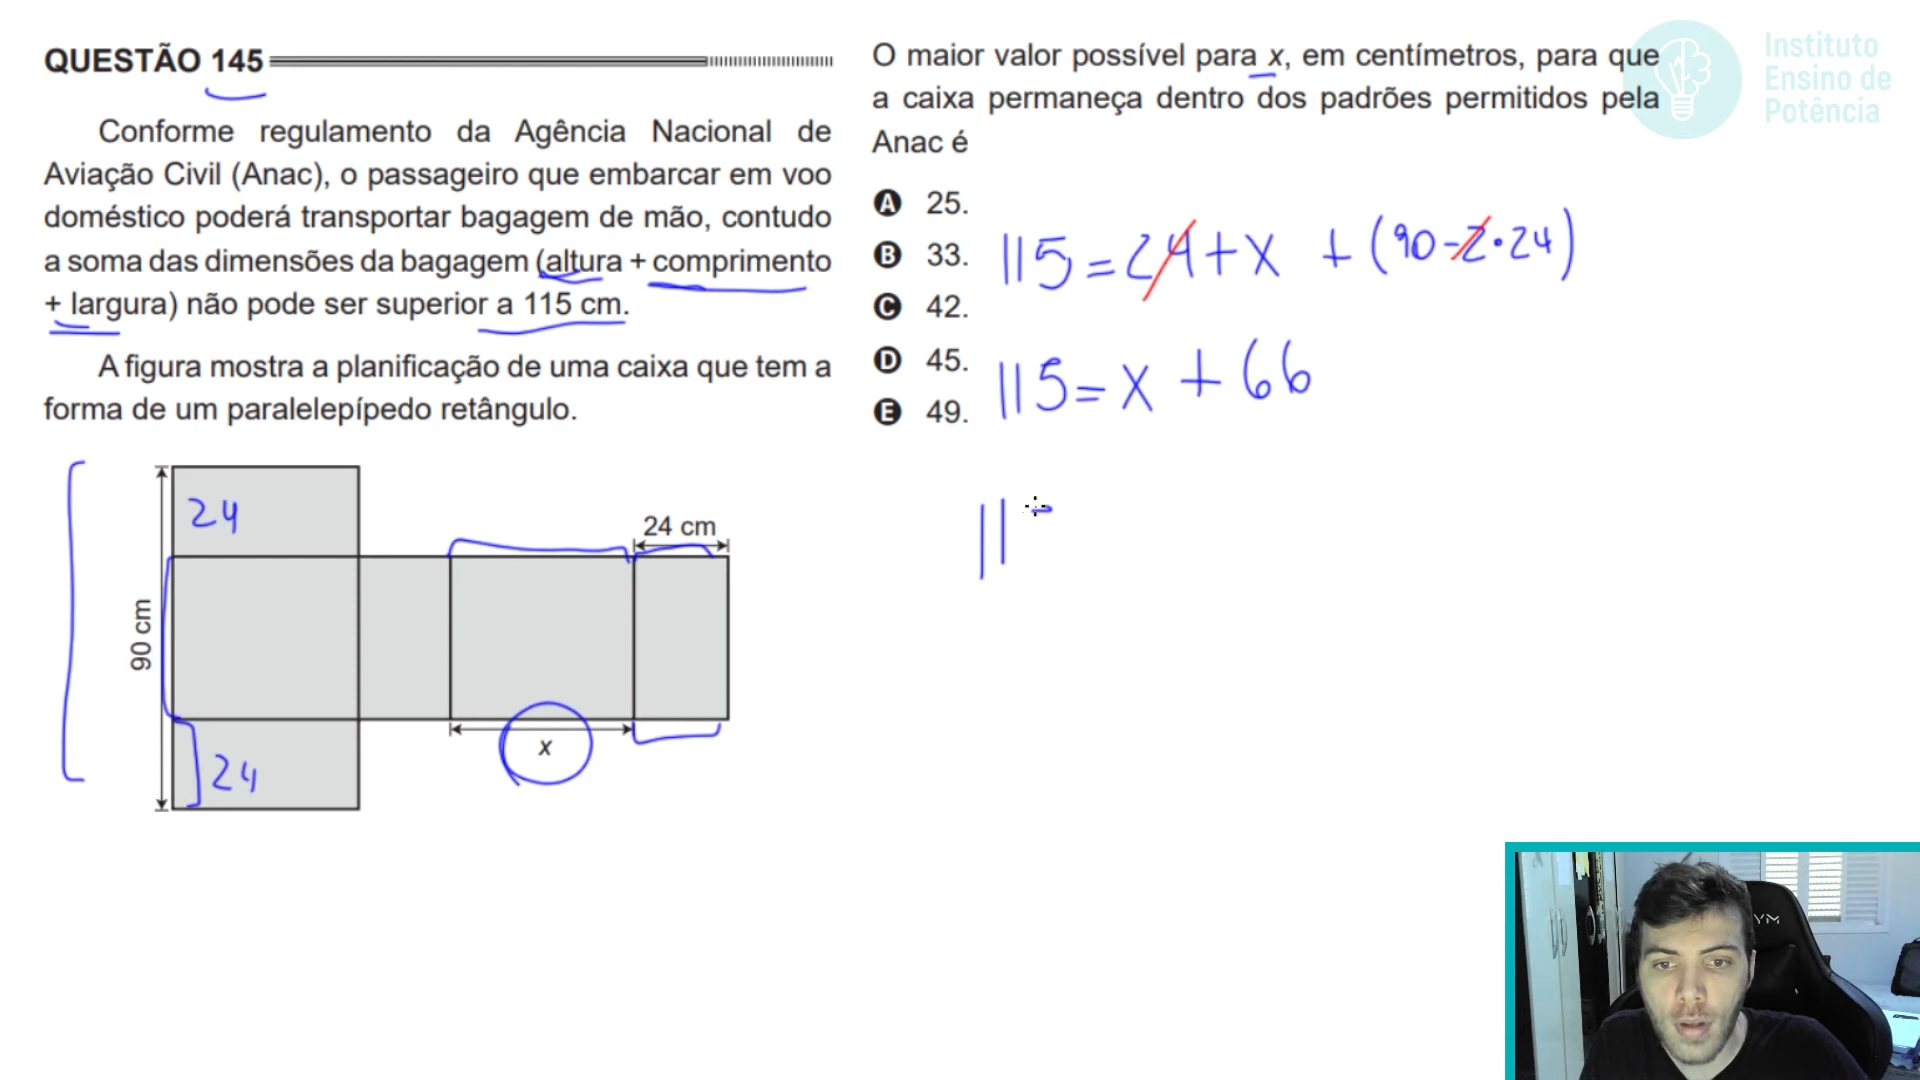 QUESTÃO 145
Conforme regulamento da Agência Nacional de
Aviação Civil (Anac), o passageiro que embarcar em voo
doméstico poderá transportar bagagem de mão, contudo
a soma das dimensões da bagagem (altura + comprimento
+ largura) não pode ser superior a 115 cm.
A figura mostra a planificação de uma caixa que tem a
forma de um paralelepípedo retângulo.
24
24 cm
90 cm
x
24
O maior valor possível para x, em centímetros, para que
a caixa permaneça dentro dos padrões permitidos pela
Anac é
A 25.
B 33.
C 42.
D 45.
E 49.
115 = 24 + x + (90 - 2 · 24)
115 = x + 66
11
Instituto
Ensino de
Potência
YM